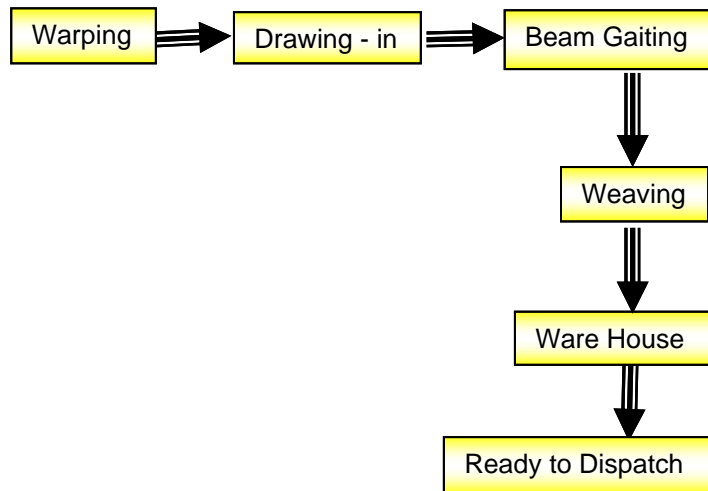 Warping
Drawing - in
Beam Gaiting
Weaving
Ware House
Ready to Dispatch